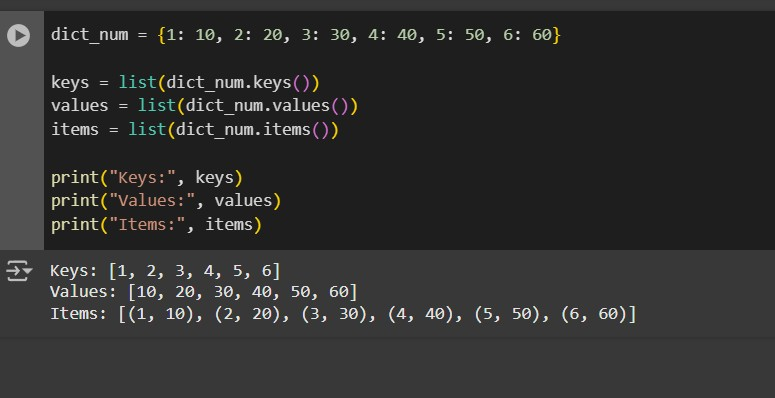 dict_num = {1: 10, 2: 20, 3: 30, 4: 40, 5: 50, 6: 60}
keys = list(dict_num.keys())
values = list(dict_num.values())
items = list(dict_num.items())
print("Keys:", keys)
print("Values:", values)
print("Items:", items)
Keys: [1, 2, 3, 4, 5, 6]
Values: [10, 20, 30, 40, 50, 60]
Items: [(1, 10), (2, 20), (3, 30), (4, 40), (5, 50), (6, 60)]